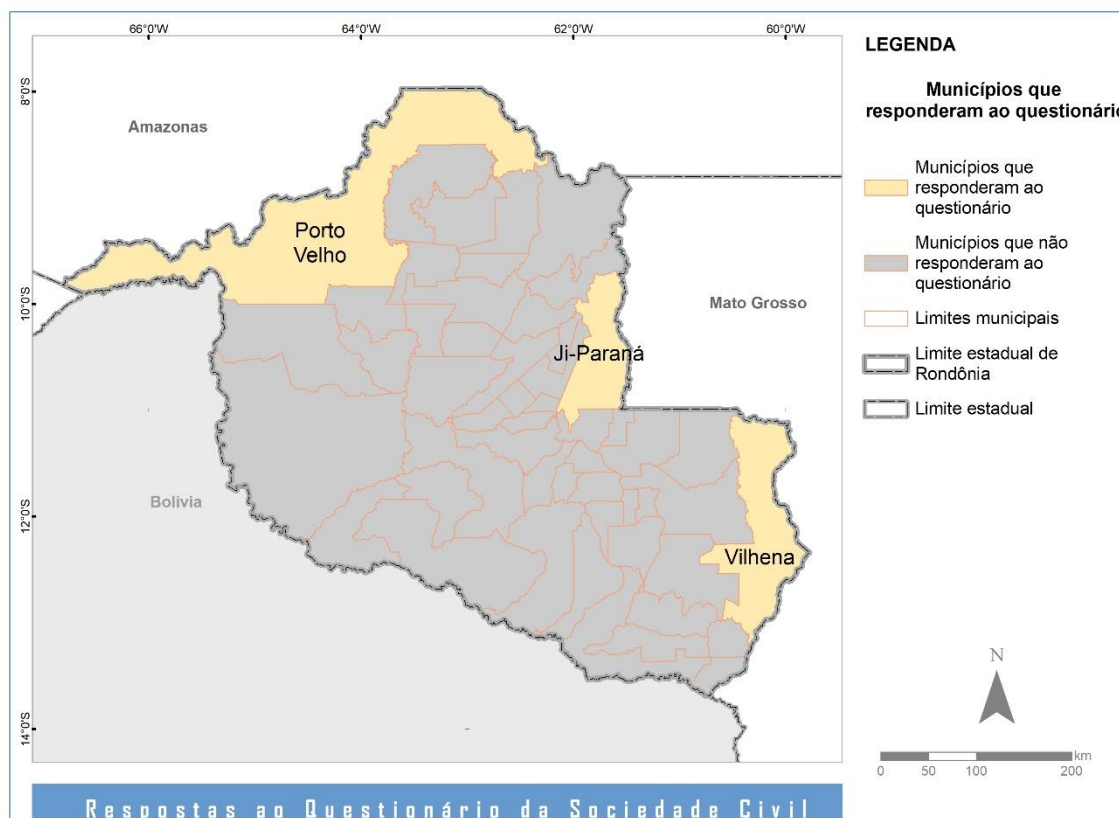 66°0'W
64°0'W
62°0'W
60°0'W
8°0'S
10°0'S
12°0'S
14°0'S
Amazonas
Porto
Velho
Mato Grosso
Ji-Paraná
Bolívia
Vilhena
LEGENDA
Municípios que
responderam ao questionário
Municípios que
responderam ao
questionário
Municípios que não
responderam ao
questionário
Limites municipais
Limite estadual de
Rondônia
Limite estadual
N
km
0 50 100 200
Respostas ao Questionário da Sociedade Civil